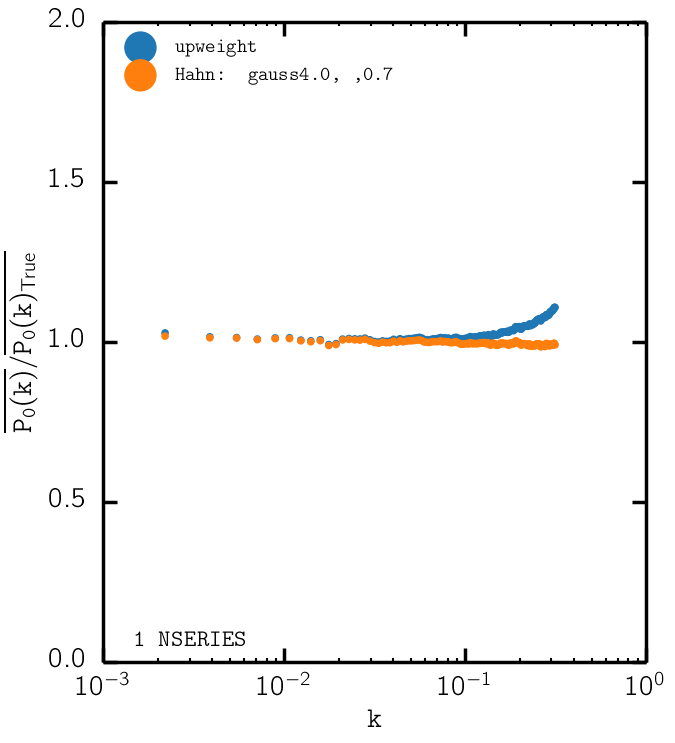 2.0
upweight
Hahn: gauss4.0, ,0.7
1.5
1.0
0.5
0.0
P₀(k)/P₀(k)True
1 NSERIES
10⁻³ 10⁻² 10⁻¹ 10⁰
k